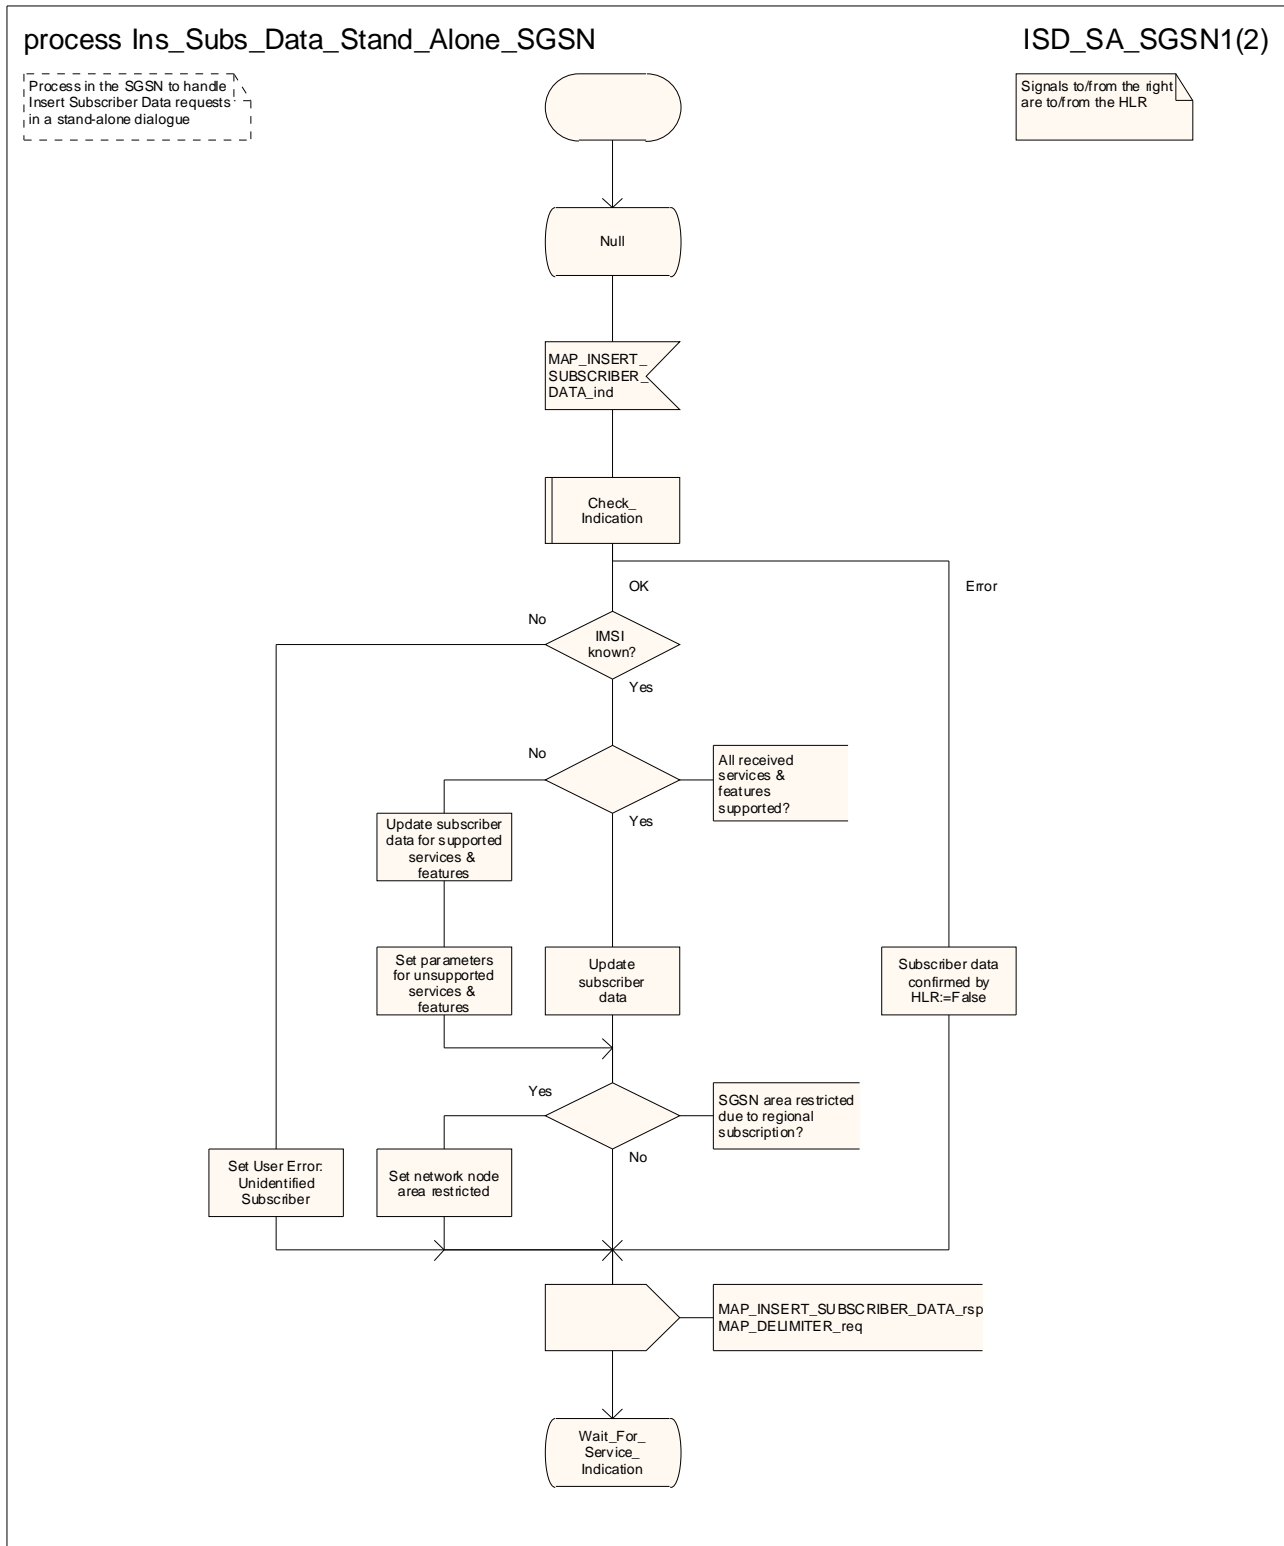 process Ins_Subs_Data_Stand_Alone_SGSN
ISD_SA_SGSN1(2)
Process in the SGSN to handle
Insert Subscriber Data requests
in a stand-alone dialogue
Signals to/from the right
are to/from the HLR
Null
MAP_INSERT_
SUBSCRIBER_
DATA_ind
Check_
Indication
OK
Error
No
IMSI
known?
Yes
No
All received
services &
features
supported?
Yes
Update subscriber
data for supported
services &
features
Set parameters
for unsupported
services &
features
Update
subscriber
data
Subscriber data
confirmed by
HLR:=False
Yes
SGSN area restricted
due to regional
subscription?
No
Set User Error:
Unidentified
Subscriber
Set network node
area restricted
MAP_INSERT_SUBSCRIBER_DATA_rsp
MAP_DELIMITER_req
Wait_For_
Service_
Indication